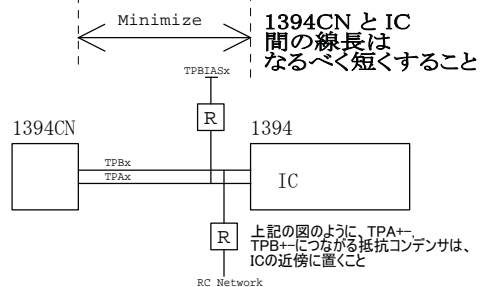 Minimize
1394CN と IC
間の線長は
なるべく短くすること
TPBIASx
R
1394CN
1394
TPBx
TPAx
IC
R
上記の図のように、TPA+-,
TPB+-につながる抵抗コンデンサは、
ICの近傍に置くこと
RC Network